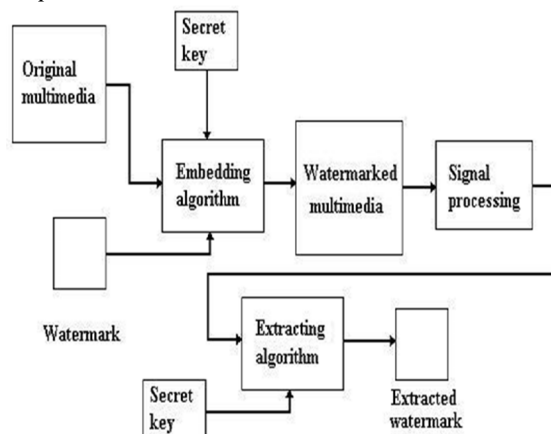 Secret
key
Original
multimedia
Embedding
algorithm
Watermarked
multimedia
Signal
processing
Watermark
Extracting
algorithm
Secret
key
Extracted
watermark